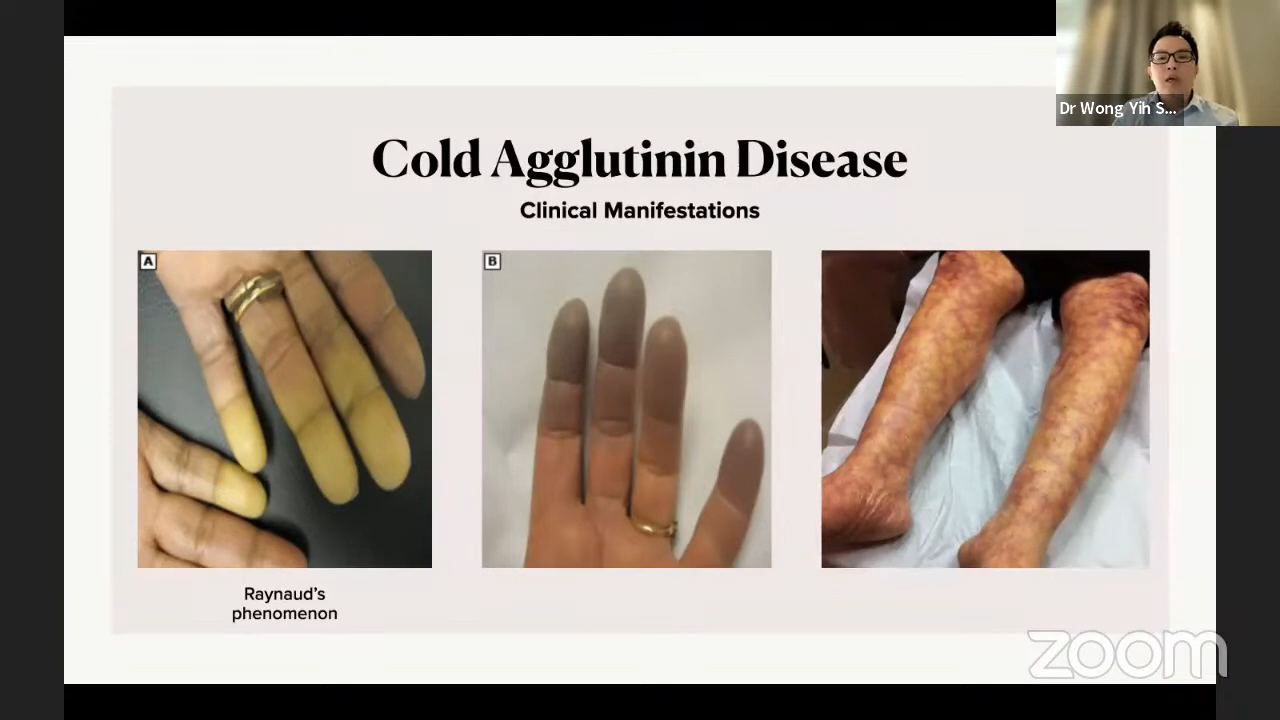 Dr Wong Yih S...
Cold Agglutinin Disease
Clinical Manifestations
A
B
Raynaud's
phenomenon
zoom